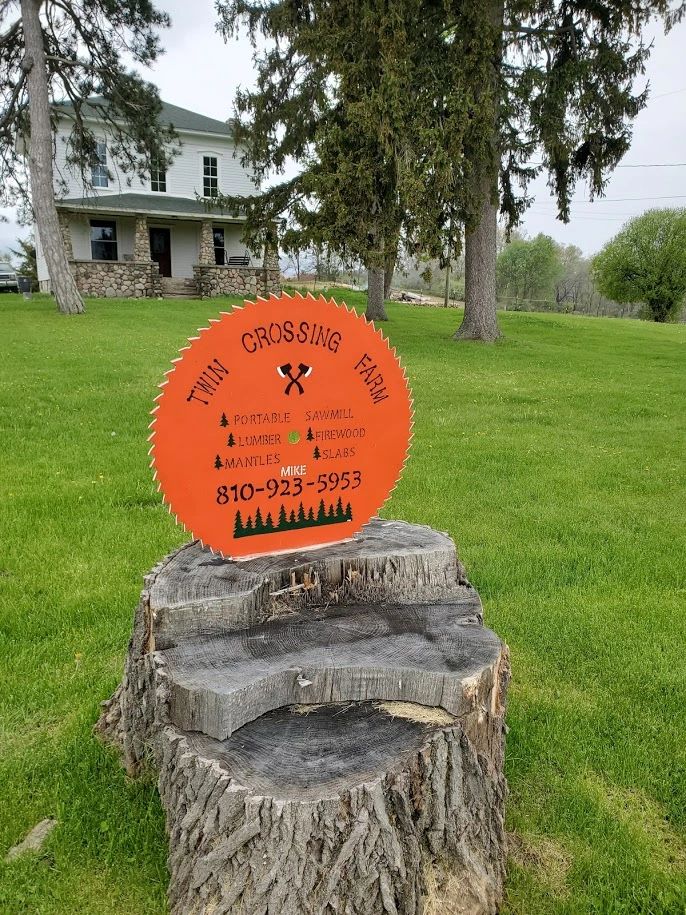 TWIN CROSSING FARM
PORTABLE SAWMILL
LUMBER FIREWOOD
MANTLES SLABS
MIKE
810-923-5953